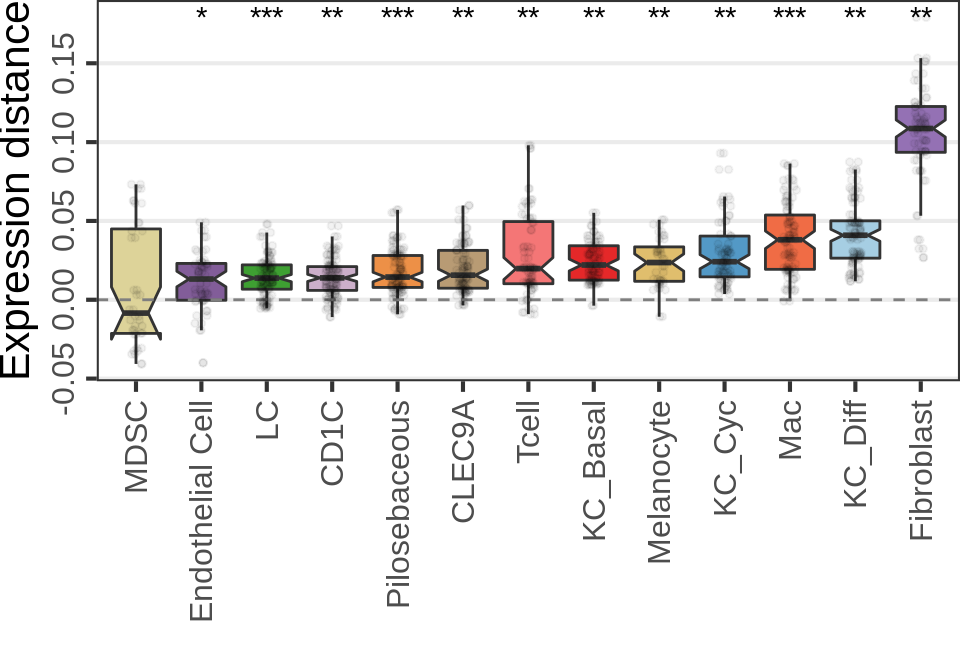 * *** ** *** ** ** ** ** ** *** ** **
Expression distance
0.15
0.10
0.05
0.00
-0.05
MDSC
Endothelial Cell
LC
CD1C
Pilosebaceous
CLEC9A
Tcell
KC_Basal
Melanocyte
KC_Cyc
Mac
KC_Diff
Fibroblast